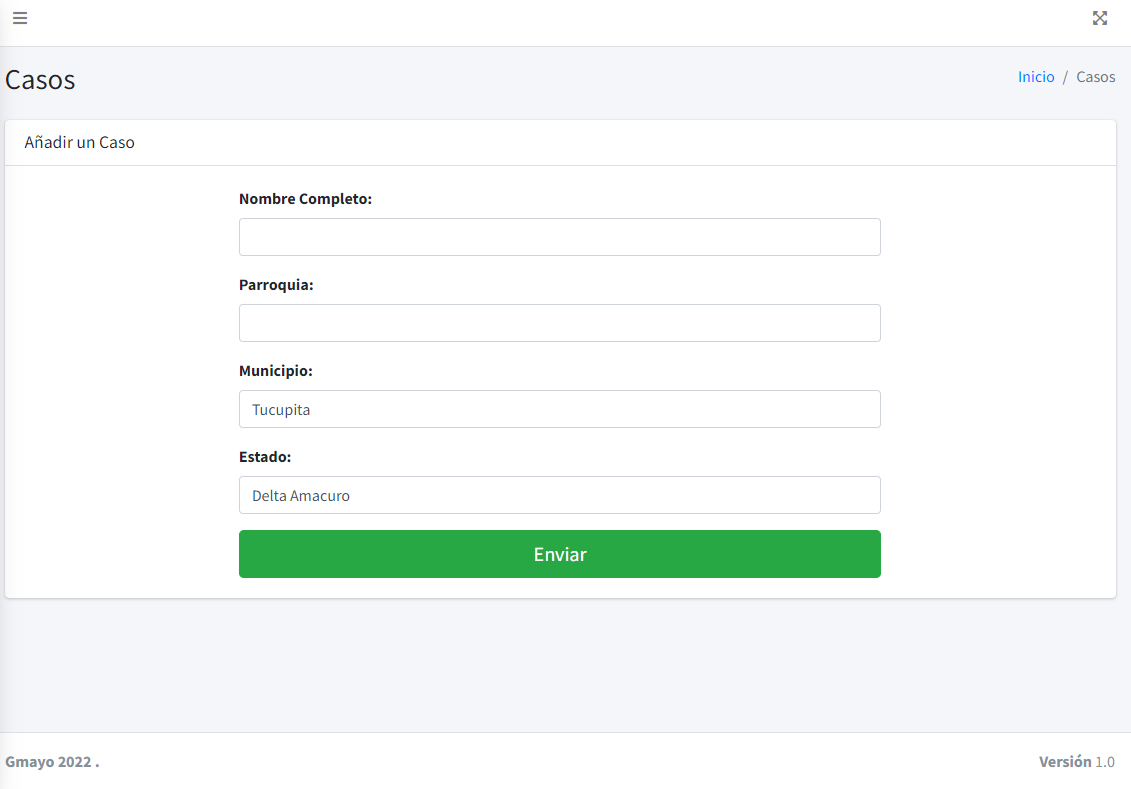 Casos
Inicio / Casos
Añadir un Caso
Nombre Completo:
Parroquia:
Municipio:
Tucupita
Estado:
Delta Amacuro
Enviar
Gmayo 2022 .
Versión 1.0